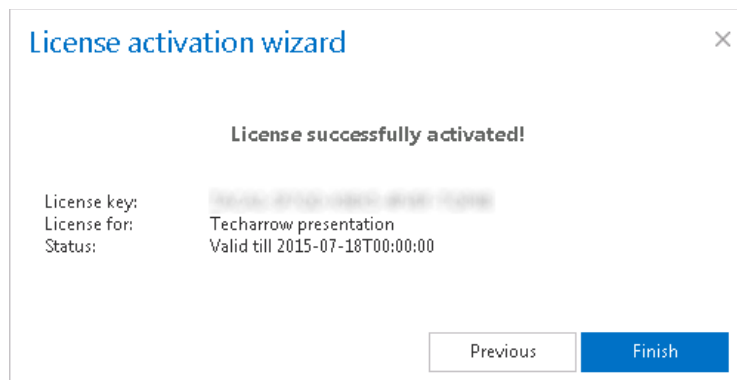 License activation wizard
License successfully activated!
License key:
License for: Techarrow presentation
Status: Valid till 2015-07-18T00:00:00
Previous Finish